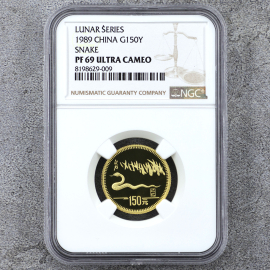 LUNAR SERIES
1989 CHINA G150Y
SNAKE
PF 69 ULTRA CAMEO
8198629-009
NUMISMATIC GUARANTY COMPANY
NGC
150元